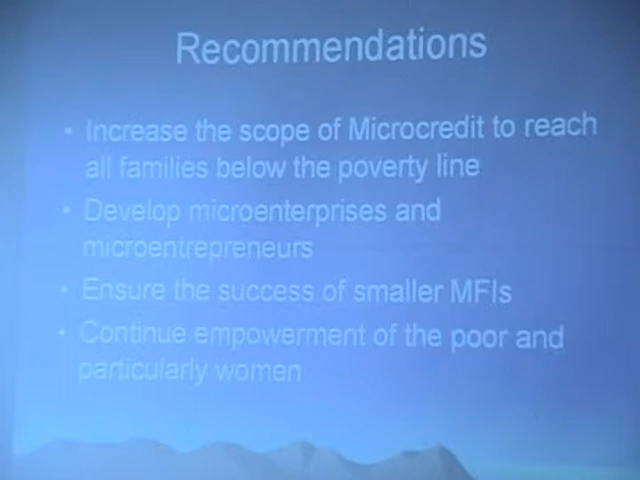 Recommendations
• Increase the scope of Microcredit to reach
all families below the poverty line
• Develop microenterprises and
microentrepreneurs
• Ensure the success of smaller MFIs
• Continue empowerment of the poor and
particularly women